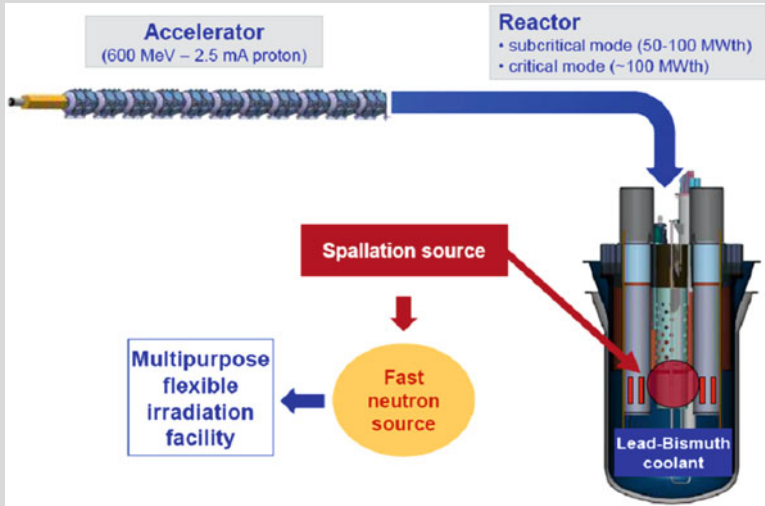 Accelerator
(600 MeV – 2.5 mA proton)
Reactor
• subcritical mode (50-100 MWth)
• critical mode (~100 MWth)
Spallation source
Multipurpose
flexible
irradiation
facility
Fast
neutron
source
Lead-Bismuth
coolant